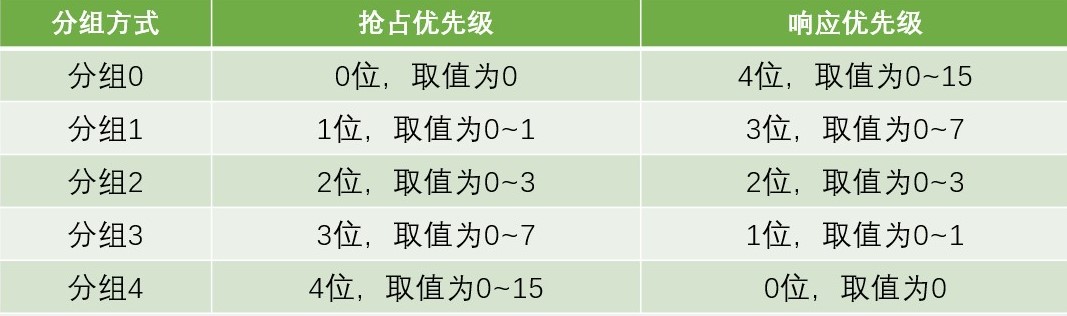 分组方式 抢占优先级 响应优先级
分组0 0位，取值为0 4位，取值为0~15
分组1 1位，取值为0~1 3位，取值为0~7
分组2 2位，取值为0~3 2位，取值为0~3
分组3 3位，取值为0~7 1位，取值为0~1
分组4 4位，取值为0~15 0位，取值为0